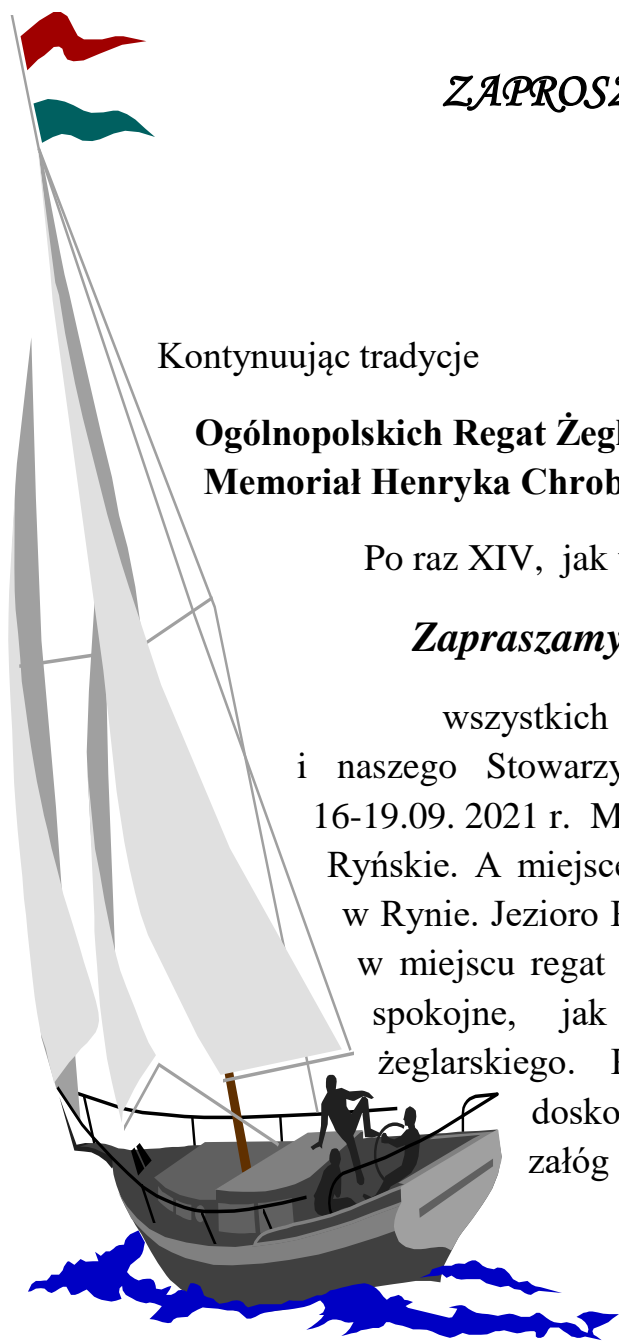 ZAPROSZ
Kontynuując tradycje
Ogólnopolskich Regat Żegl
Memoriał Henryka Chrob
Po raz XIV, jak
Zapraszamy
wszystkich
i naszego Stowarzy
16-19.09. 2021 r. M
Ryńskie. A miejsce
w Rynie. Jezioro
w miejscu regat
spokojne, jak
żeglarskiego.
dosko
załóg